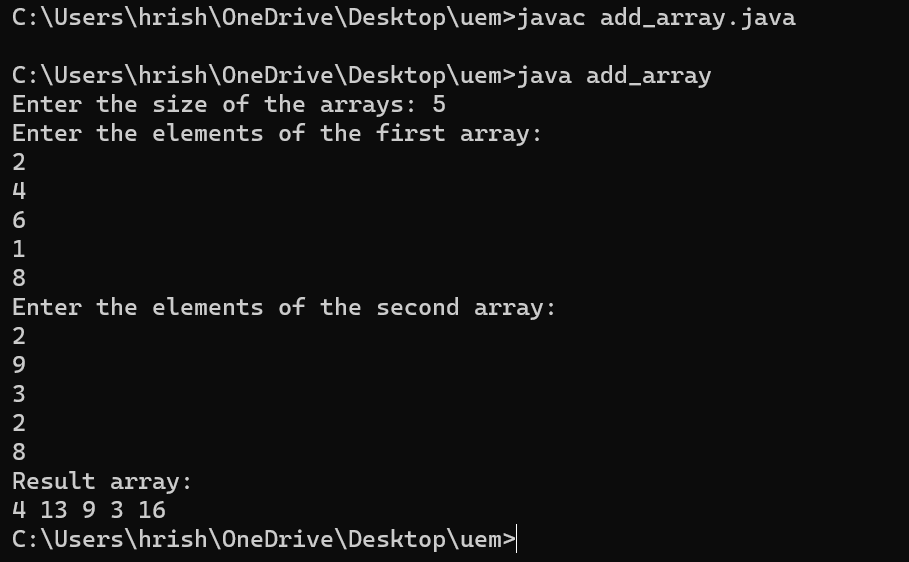 C:\Users\hrish\OneDrive\Desktop\uem>javac add_array.java
C:\Users\hrish\OneDrive\Desktop\uem>java add_array
Enter the size of the arrays: 5
Enter the elements of the first array:
2
4
6
1
8
Enter the elements of the second array:
2
9
3
2
8
Result array:
4 13 9 3 16
C:\Users\hrish\OneDrive\Desktop\uem>